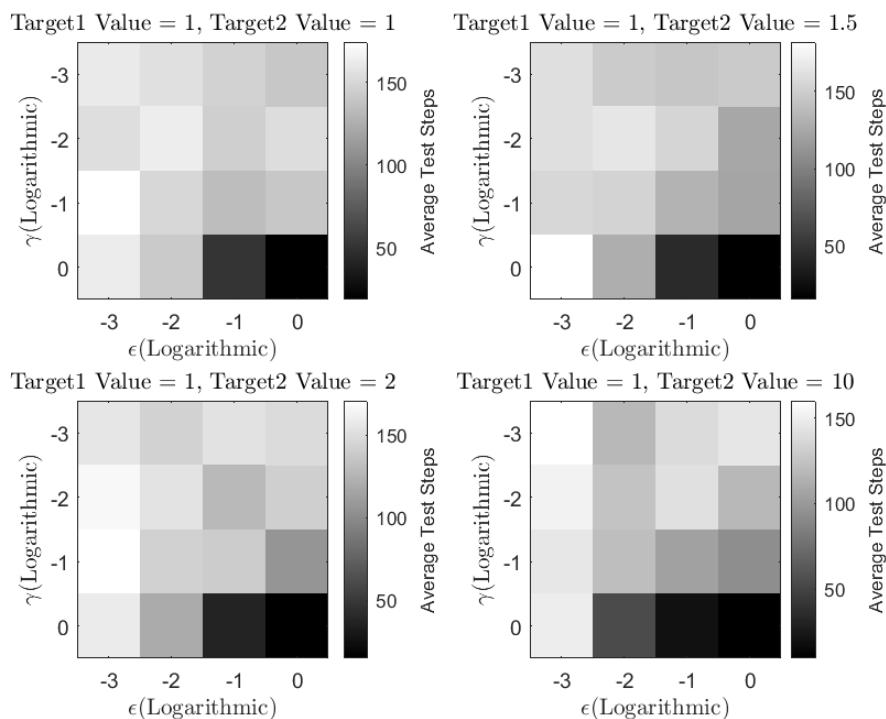 Target1 Value = 1, Target2 Value = 1
-3
-2
-1
0
γ(Logarithmic)
-3 -2 -1 0
ϵ(Logarithmic)
150
100
50
Average Test Steps
Target1 Value = 1, Target2 Value = 1.5
-3
-2
-1
0
γ(Logarithmic)
-3 -2 -1 0
ϵ(Logarithmic)
150
100
50
Average Test Steps
Target1 Value = 1, Target2 Value = 2
-3
-2
-1
0
γ(Logarithmic)
-3 -2 -1 0
ϵ(Logarithmic)
150
100
50
Average Test Steps
Target1 Value = 1, Target2 Value = 10
-3
-2
-1
0
γ(Logarithmic)
-3 -2 -1 0
ϵ(Logarithmic)
150
100
50
Average Test Steps